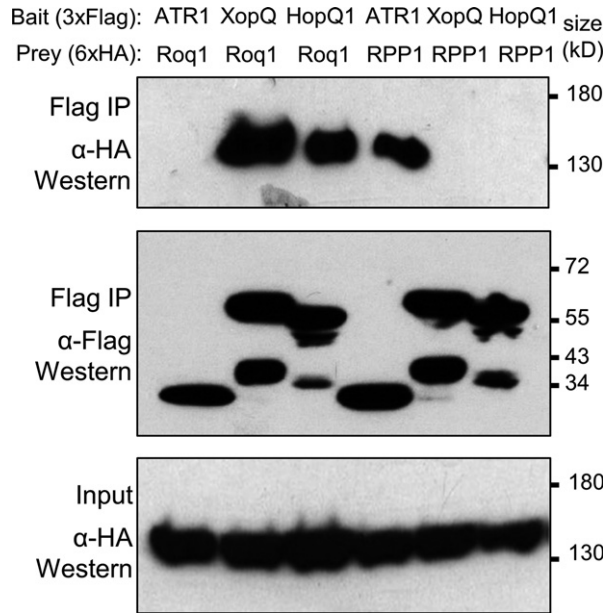 Bait (3xFlag): ATR1 XopQ HopQ1 ATR1 XopQ HopQ1 size
Prey (6xHA): Roq1 Roq1 Roq1 RPP1 RPP1 RPP1 (kD)
Flag IP
α-HA
Western
180
130
Flag IP
α-Flag
Western
72
55
43
34
Input
α-HA
Western
180
130